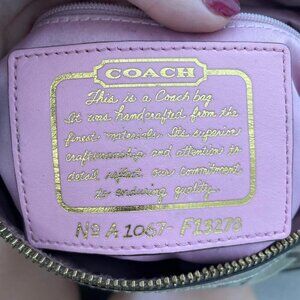 COACH
This is a Coach bag.
It was handcrafted from the
finest materials. Its superior
craftsmanship and attention to
detail reflect our commitment
to enduring quality.
No A1067-F13278